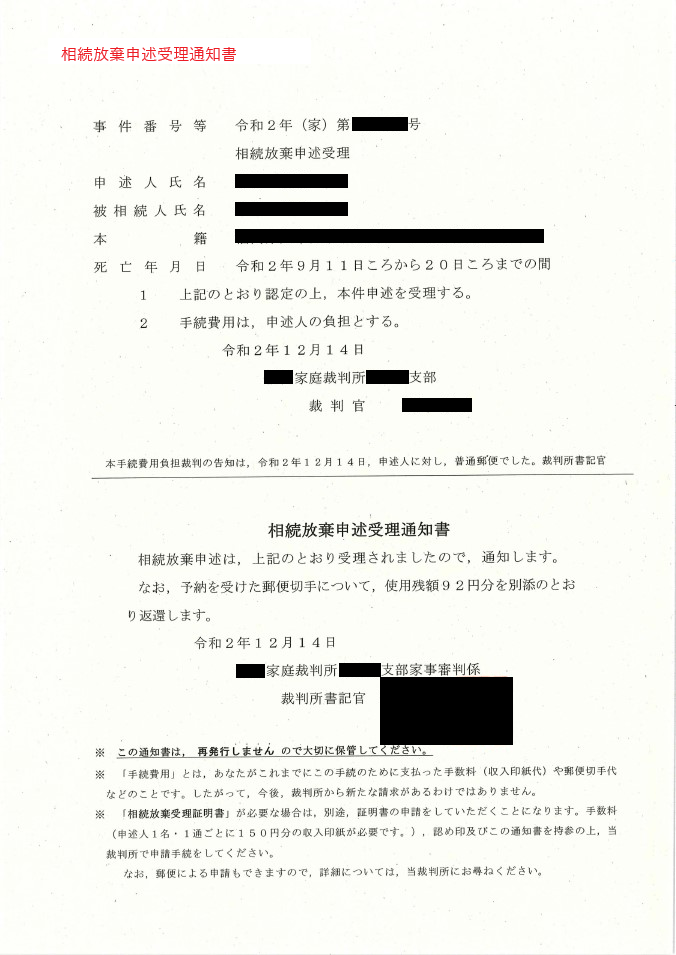 相続放棄申述受理通知書
事件番号等 令和2年（家）第 号
相続放棄申述受理
申述人氏名
被相続人氏名
本籍
死亡年月日 令和2年9月11日ころから20日ころまでの間
1 上記のとおり認定の上，本件申述を受理する。
2 手続費用は，申述人の負担とする。
令和2年12月14日
家庭裁判所 支部
裁判官
本手続費用負担裁判の告知は，令和2年12月14日，申述人に対し，普通郵便でした。裁判所書記官
相続放棄申述受理通知書
相続放棄申述は，上記のとおり受理されましたので，通知します。
なお，予納を受けた郵便切手について，使用残額92円分を別添のとお
り返還します。
令和2年12月14日
家庭裁判所 支部家事審判係
裁判所書記官
※ この通知書は，再発行しません ので大切に保管してください。
※ 「手続費用」とは，あなたがこれまでにこの手続のために支払った手数料（収入印紙代）や郵便切手代
などのことです。したがって，今後，裁判所から新たな請求があるわけではありません。
※ 「相続放棄受理証明書」が必要な場合は，別途，証明書の申請をしていただくことになります。手数料
（申述人1名・1通ごとに150円分の収入印紙が必要です。），認め印及びこの通知書を持参の上，当
裁判所で申請手続をしてください。
なお，郵便による申請もできますので，詳細については，当裁判所にお尋ねください。